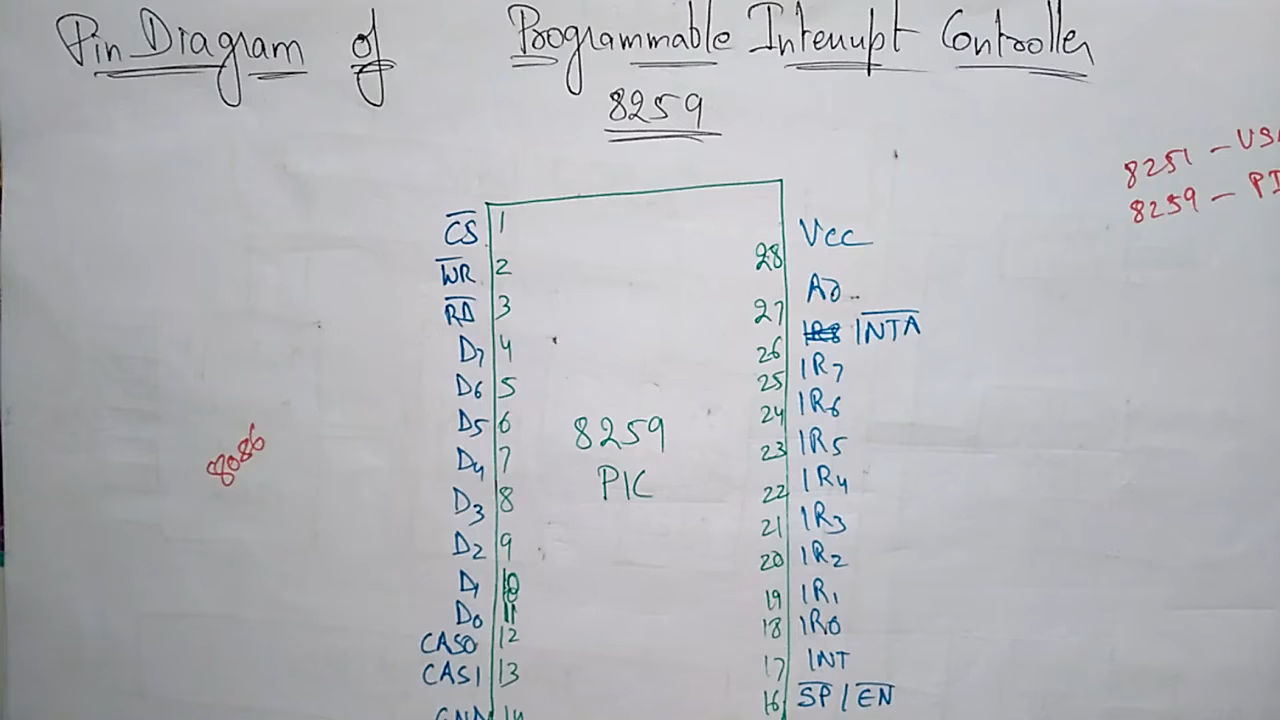 Pin Diagram of Programmable Interrupt Controller
8259
8251 - US
8259 - P
CS 1
WR 2
RD 3
D7 4
D6 5
D5 6
D4 7
D3 8
D2 9
D1 10
D0 11
CAS0 12
CAS1 13
GND 14
8259
PIC
28 Vcc
27 A0
26 INTA
25 IR7
24 IR6
23 IR5
22 IR4
21 IR3
20 IR2
19 IR1
18 IR0
17 INT
16 SP/EN
8086